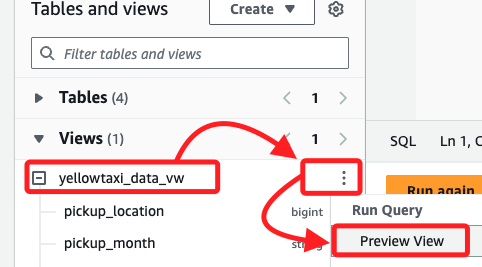 Tables and views
Create
Filter tables and views
Tables (4)
1
Views (1)
1
SQL
Ln 1, C
yellowtaxi_data_vw
Run again
pickup_location
bigint
Run Query
pickup_month
Preview View